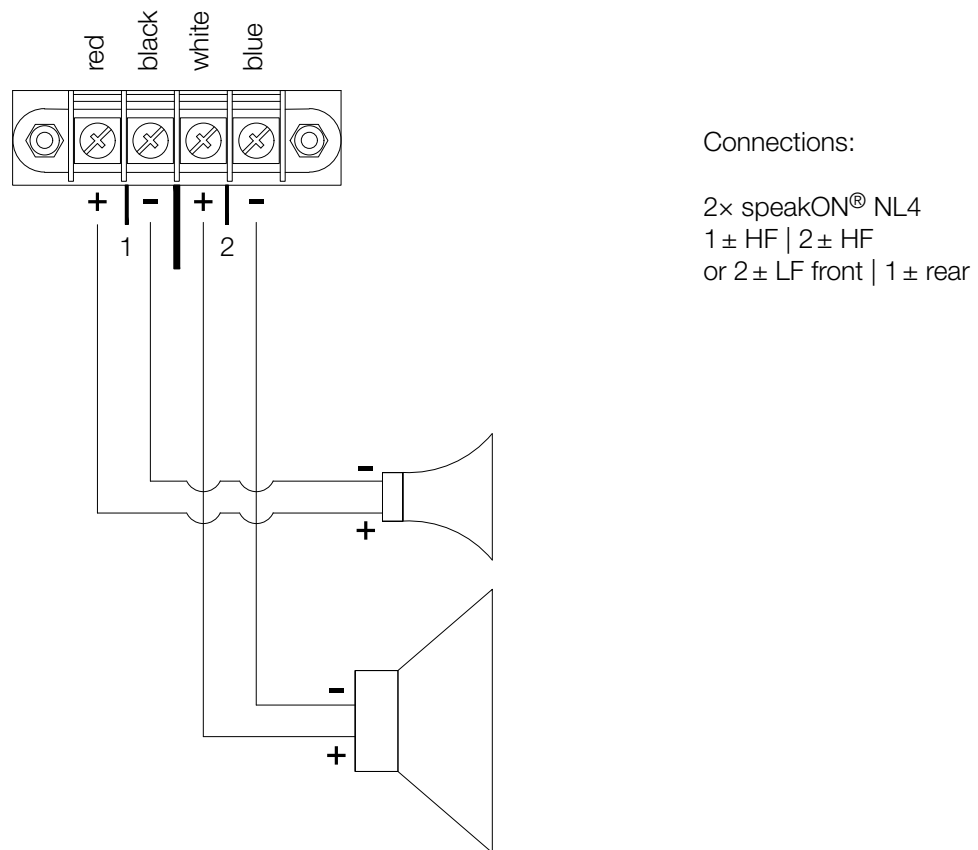 red
black
white
blue
+ - + -
1 2
Connections:
2× speakON® NL4
1 ± HF | 2 ± HF
or 2 ± LF front | 1 ± rear
-
+
-
+